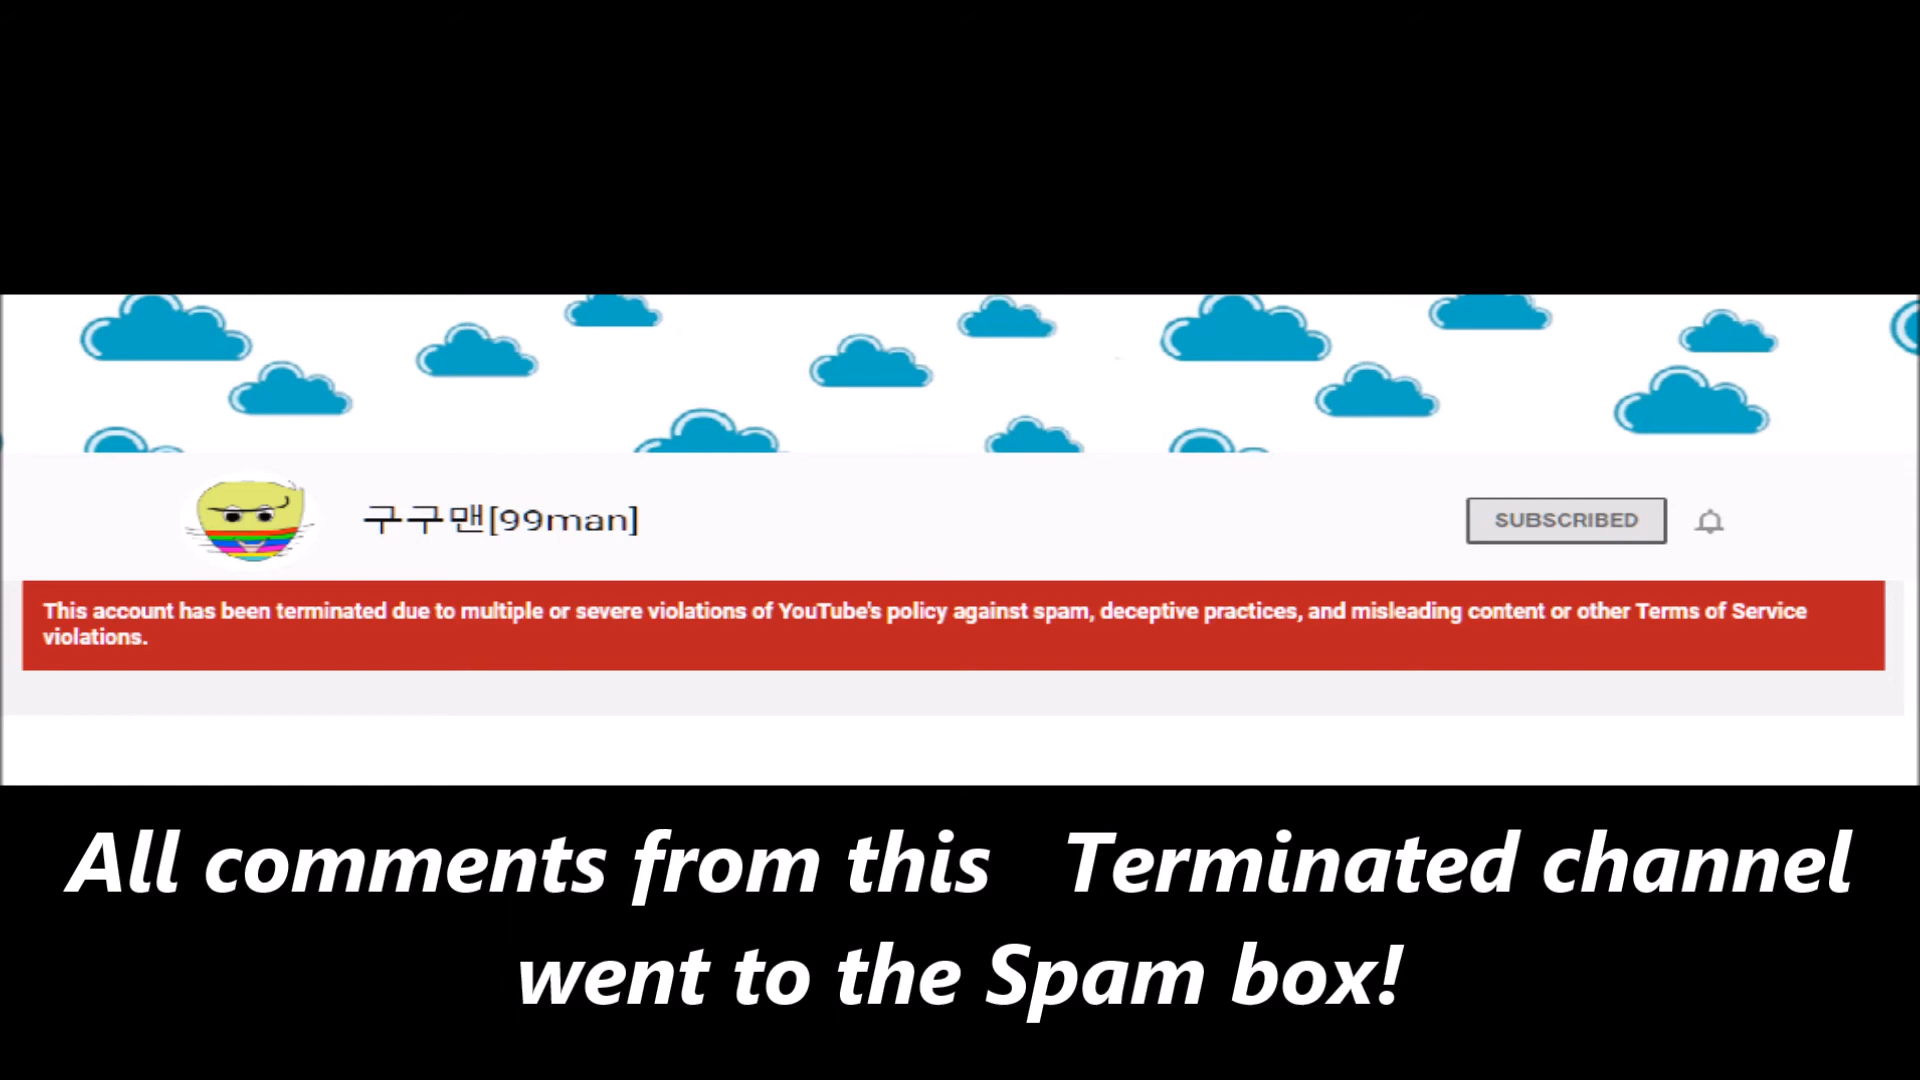 구구맨[99man]
SUBSCRIBED
This account has been terminated due to multiple or severe violations of YouTube's policy against spam, deceptive practices, and misleading content or other Terms of Service
violations.
All comments from this Terminated channel
went to the Spam box!